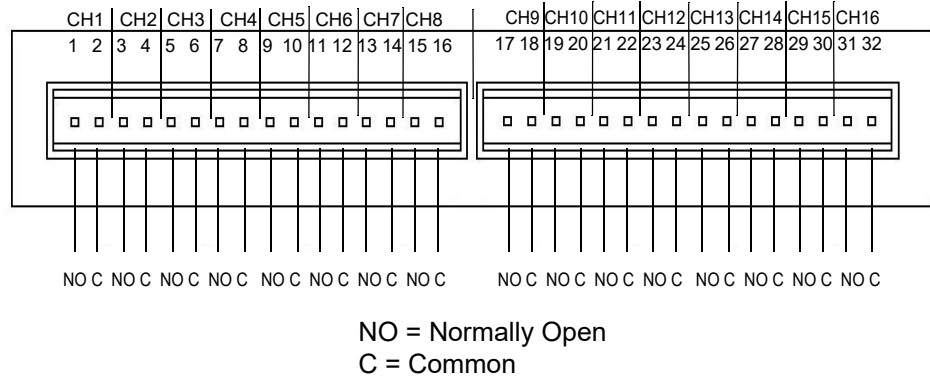 CH1 CH2 CH3 CH4 CH5 CH6 CH7 CH8 CH9 CH10 CH11 CH12 CH13 CH14 CH15 CH16
1 2 3 4 5 6 7 8 9 10 11 12 13 14 15 16 17 18 19 20 21 22 23 24 25 26 27 28 29 30 31 32
NO C NO C NO C NO C NO C NO C NO C NO C NO C NO C NO C NO C NO C NO C NO C NO C
NO = Normally Open
C = Common